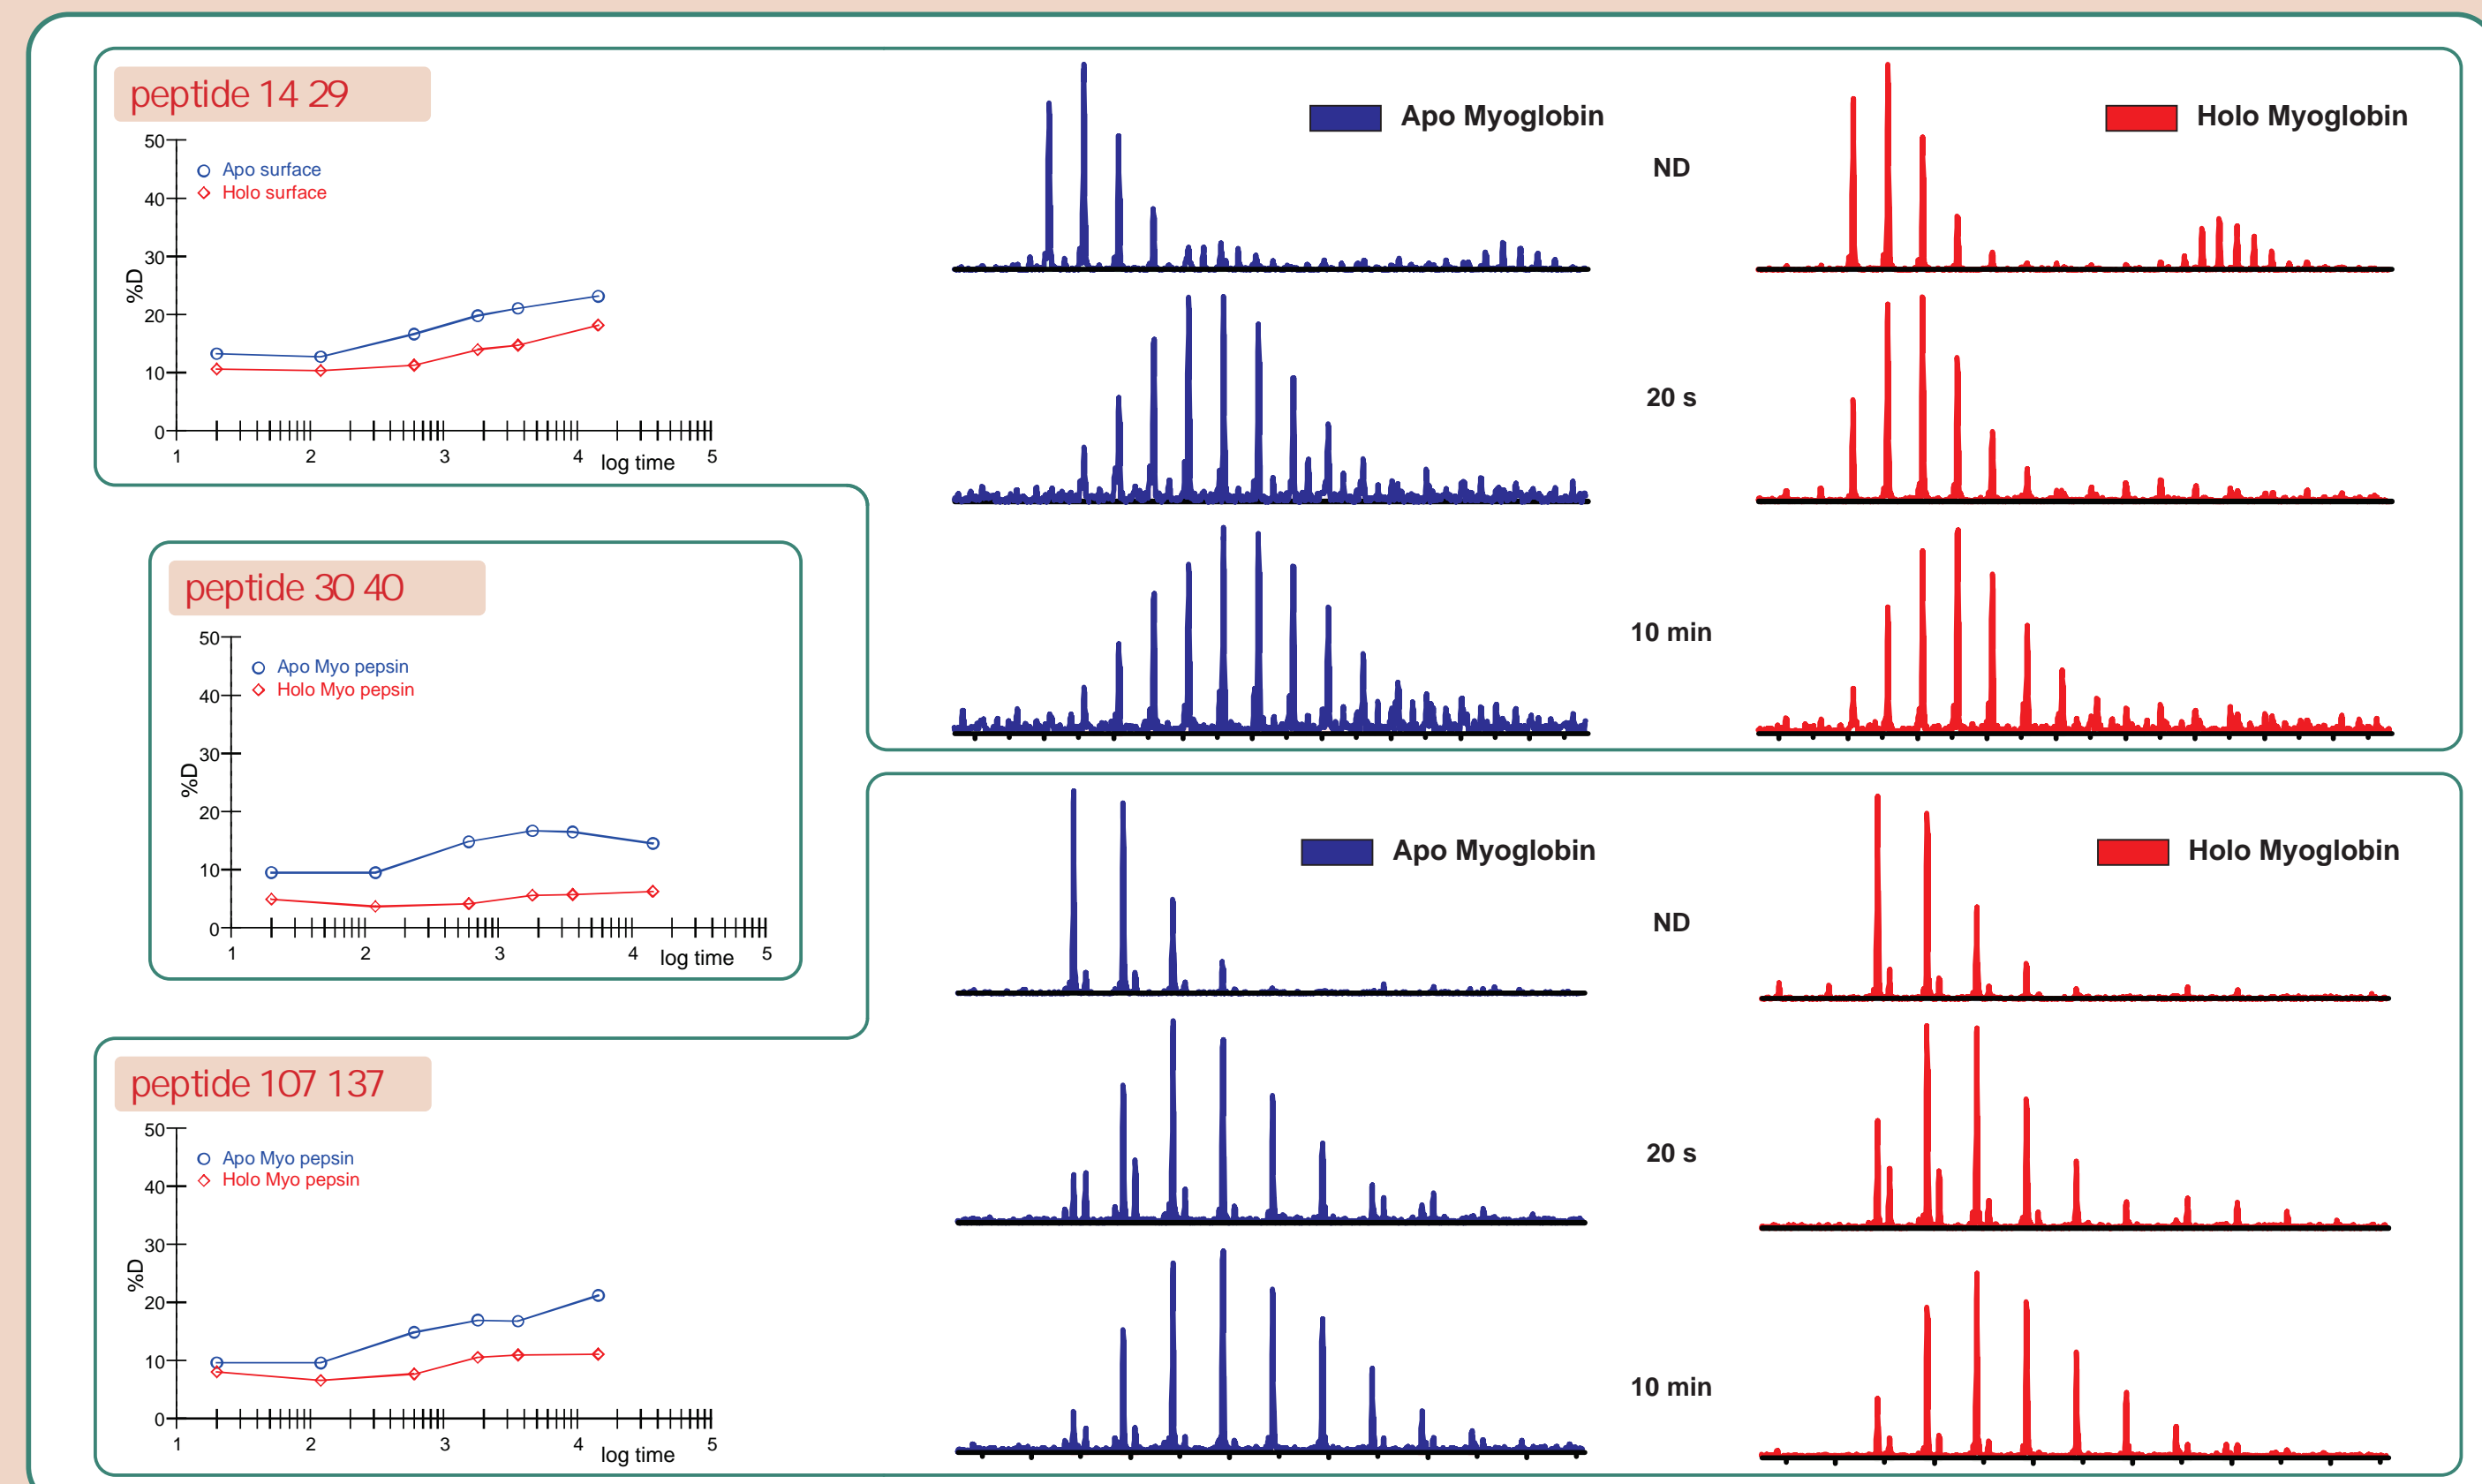 peptide 14 29
50
40
30
20
10
0
%D
Apo surface
Holo surface
1 2 3 4 5
log time
Apo Myoglobin
Holo Myoglobin
ND
20 s
10 min
peptide 30 40
50
40
30
20
10
0
%D
Apo Myo pepsin
Holo Myo pepsin
1 2 3 4 5
log time
peptide 107 137
50
40
30
20
10
0
%D
Apo Myo pepsin
Holo Myo pepsin
1 2 3 4 5
log time
Apo Myoglobin
Holo Myoglobin
ND
20 s
10 min